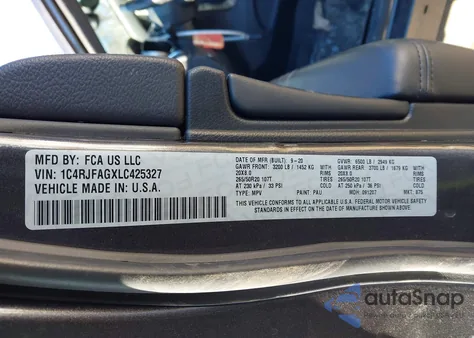 MFD BY: FCA US LLC
VIN: 1C4RJFAGXLC425327
VEHICLE MADE IN: U.S.A.
DATE OF MFR (BUILT): 9-20 GVWR: 6500 LB / 2949 KG
GAWR FRONT: 3200 LB / 1452 KG GAWR REAR: 3700 LB / 1679 KG
20X8.0 RIMS 20X8.0 RIMS
265/50R20 107T TIRES 265/50R20 107T TIRES
AT 230 kPa / 33 PSI AT 250 kPa / 36 PSI
TYPE: MPV PAINT: PAU MDH: 091207 MKT: 875
THIS VEHICLE CONFORMS TO ALL APPLICABLE U.S.A. FEDERAL MOTOR VEHICLE SAFETY
STANDARDS IN EFFECT ON THE DATE OF MANUFACTURE SHOWN ABOVE.
autoSnap